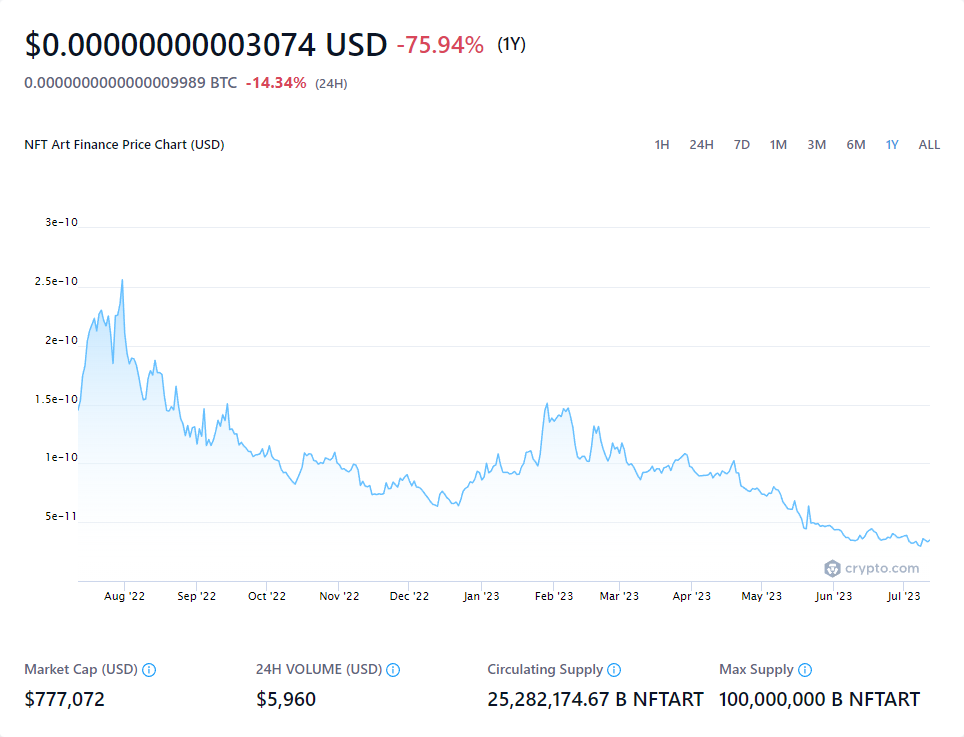 $0.00000000003074 USD -75.94% (1Y)
0.0000000000000009989 BTC -14.34% (24H)
NFT Art Finance Price Chart (USD) 1H 24H 7D 1M 3M 6M 1Y ALL
3e-10
2.5e-10
2e-10
1.5e-10
1e-10
5e-11
crypto.com
Aug '22 Sep '22 Oct '22 Nov '22 Dec '22 Jan '23 Feb '23 Mar '23 Apr '23 May '23 Jun '23 Jul '23
Market Cap (USD) 24H VOLUME (USD) Circulating Supply Max Supply
$777,072 $5,960 25,282,174.67 B NFTART 100,000,000 B NFTART